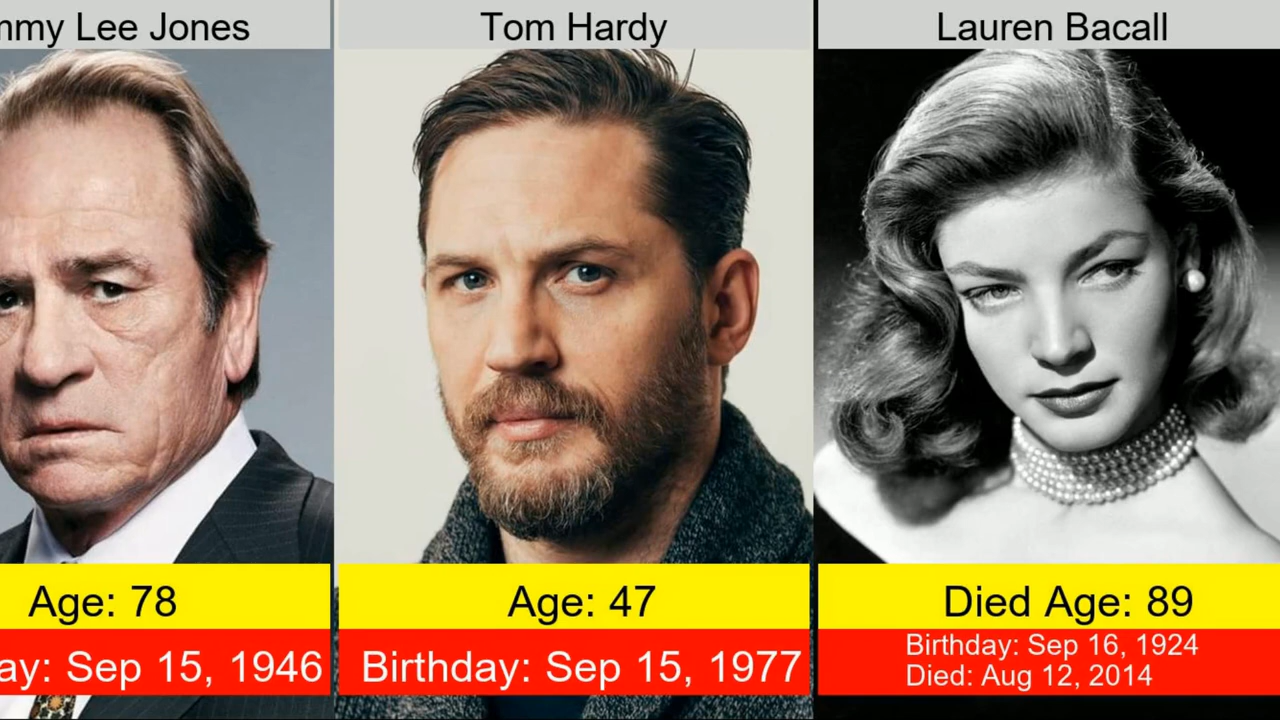 mmy Lee Jones
Tom Hardy
Lauren Bacall
Age: 78
Age: 47
Died Age: 89
ay: Sep 15, 1946
Birthday: Sep 15, 1977
Birthday: Sep 16, 1924
Died: Aug 12, 2014